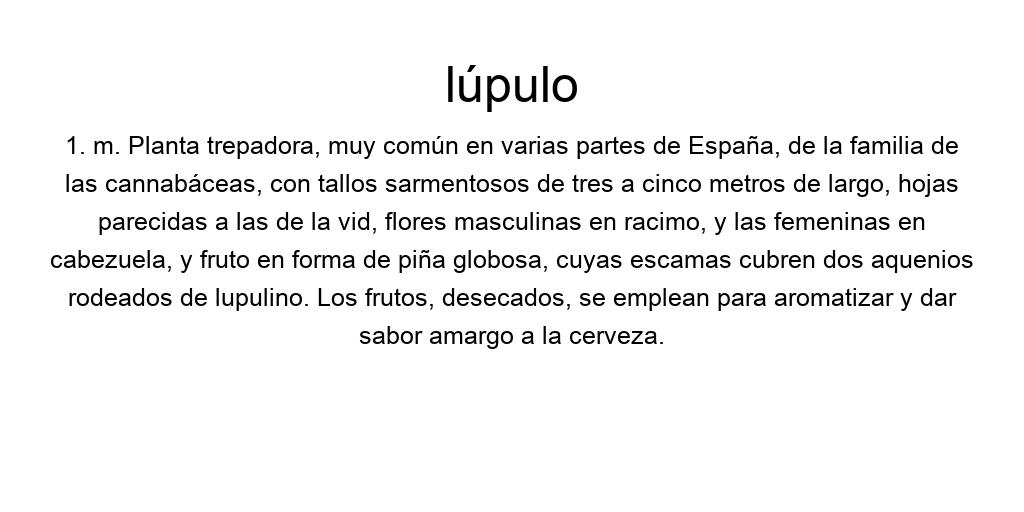 lúpulo
1. m. Planta trepadora, muy común en varias partes de España, de la familia de
las cannabáceas, con tallos sarmentosos de tres a cinco metros de largo, hojas
parecidas a las de la vid, flores masculinas en racimo, y las femeninas en
cabezuela, y fruto en forma de piña globosa, cuyas escamas cubren dos aquenios
rodeados de lupulino. Los frutos, desecados, se emplean para aromatizar y dar
sabor amargo a la cerveza.